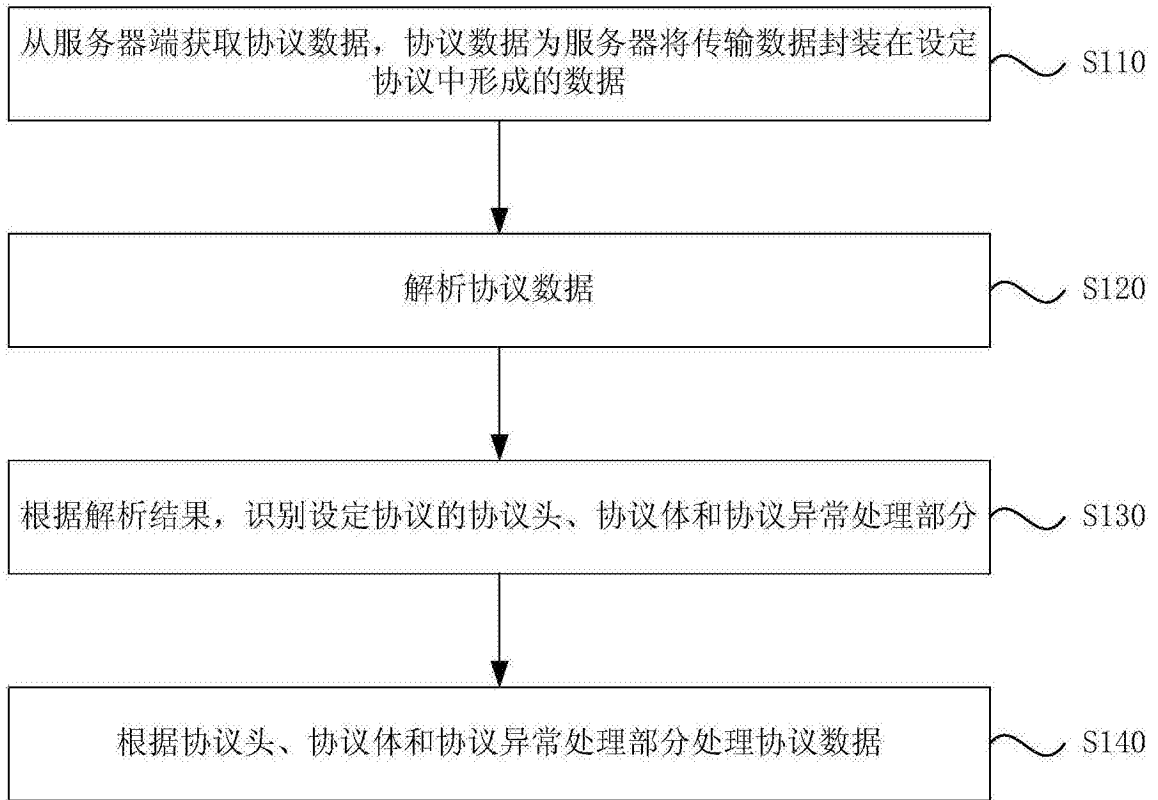 从服务器端获取协议数据，协议数据为服务器将传输数据封装在设定
协议中形成的数据
S110
解析协议数据
S120
根据解析结果，识别设定协议的协议头、协议体和协议异常处理部分
S130
根据协议头、协议体和协议异常处理部分处理协议数据
S140